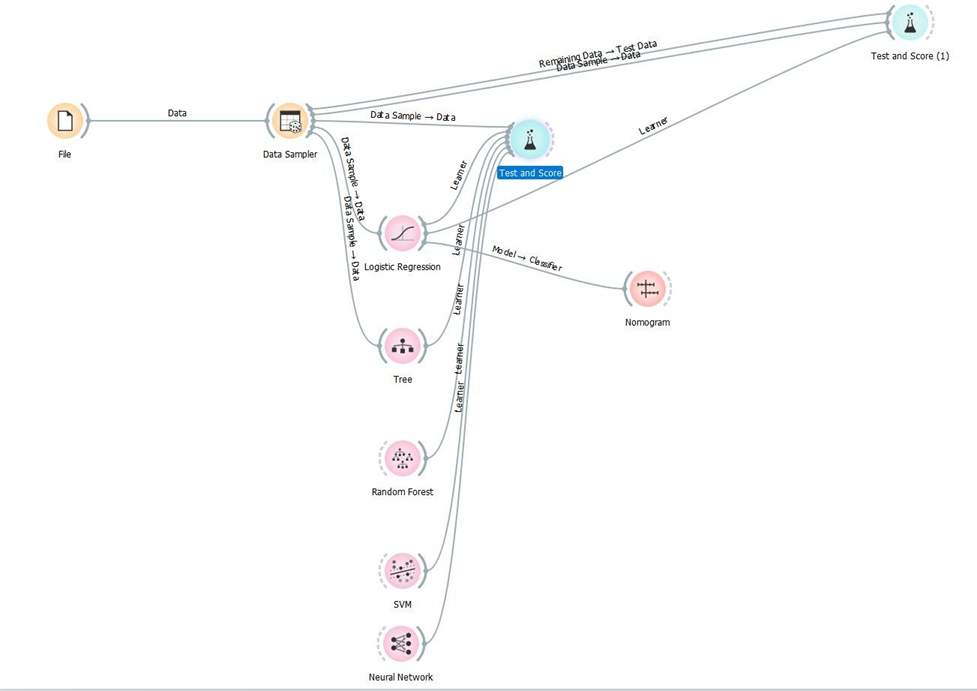 Remaining Data → Test Data
Data Sample → Data
Test and Score (1)
Data
Data Sample → Data
Learner
File
Data Sampler
Data Sample → Data
Learner
Test and Score
Data Sample → Data
Learner
Model → Classifier
Logistic Regression
Learner
Nomogram
Learner
Tree
Learner
Random Forest
SVM
Neural Network